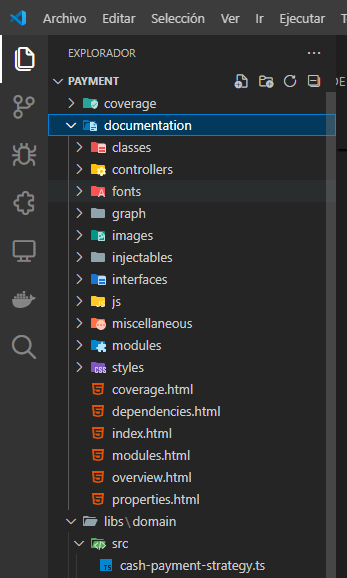 Archivo Editar Selección Ver Ir Ejecutar T
EXPLORADOR
PAYMENT
DE
coverage
documentation
classes
controllers
fonts
graph
images
injectables
interfaces
js
miscellaneous
modules
styles
coverage.html
dependencies.html
index.html
modules.html
overview.html
properties.html
libs\domain
src
cash-payment-strategy.ts